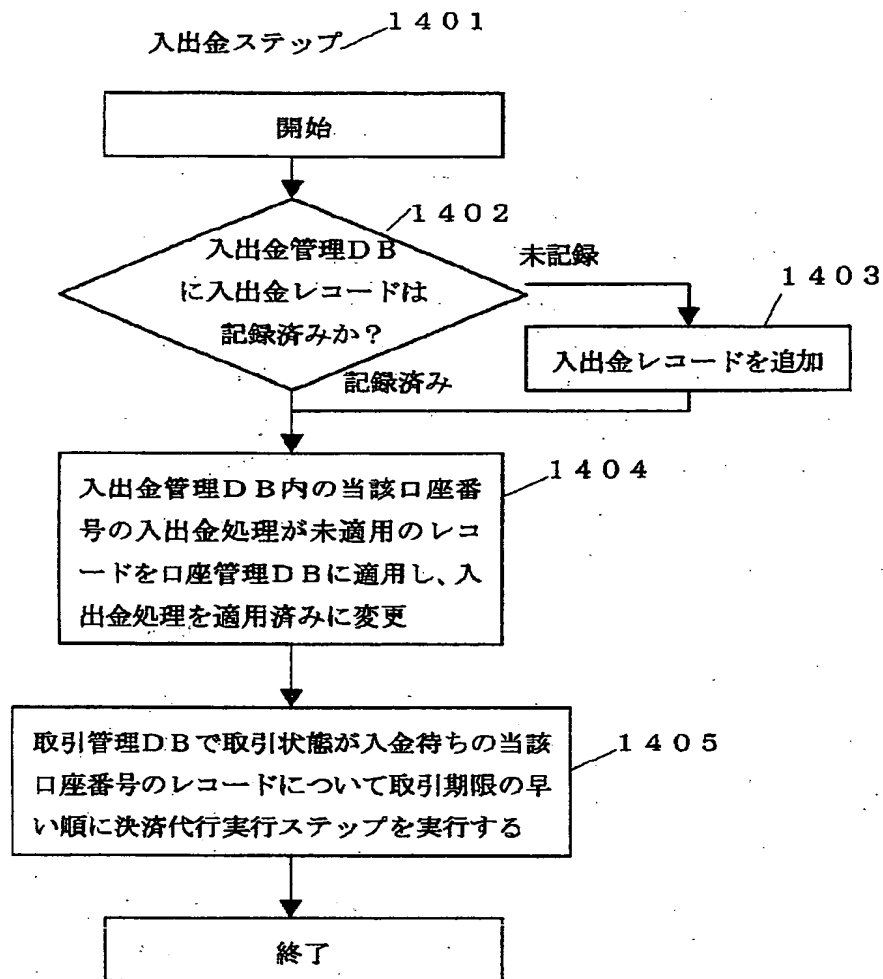 入出金ステップ 1401
開始
1402
入出金管理DB
に入出金レコードは
記録済みか?
未記録
1403
入出金レコードを追加
記録済み
1404
入出金管理DB内の当該口座番
号の入出金処理が未適用のレコ
ードを口座管理DBに適用し、入
出金処理を適用済みに変更
1405
取引管理DBで取引状態が入金待ちの当該
口座番号のレコードについて取引期限の早
い順に決済代行実行ステップを実行する
終了